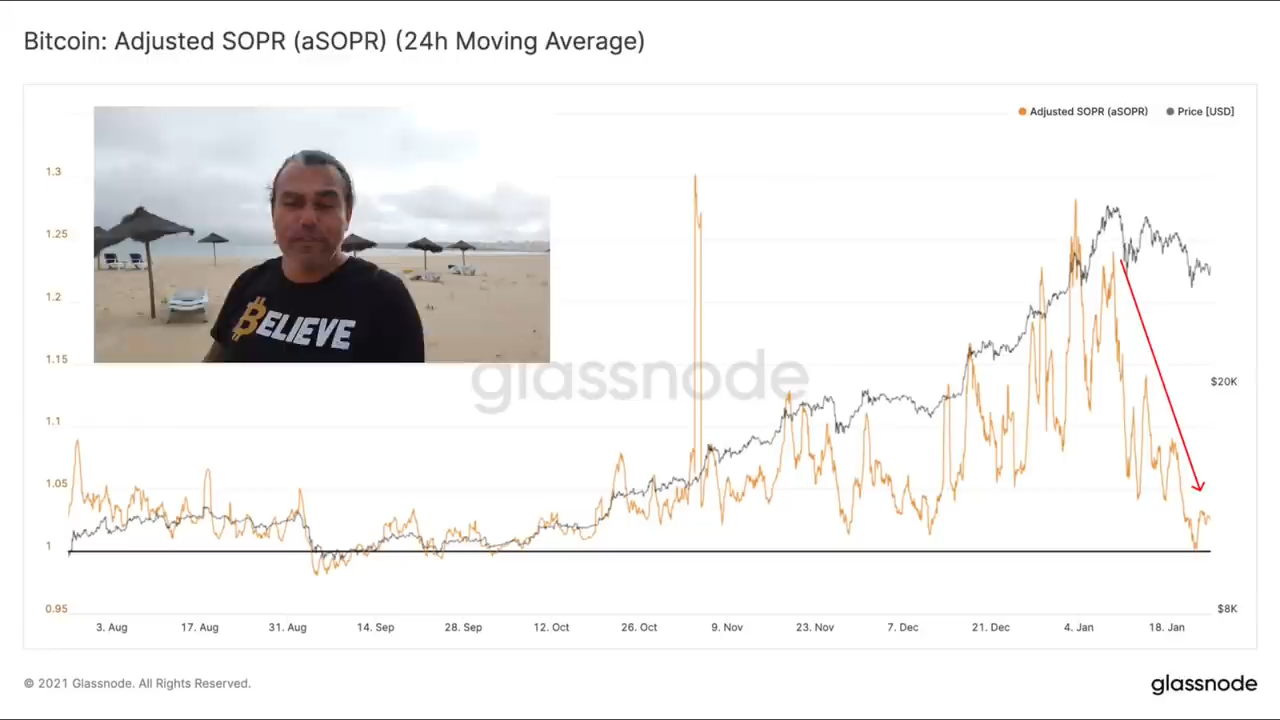 Bitcoin: Adjusted SOPR (aSOPR) (24h Moving Average)
Adjusted SOPR (aSOPR) Price [USD]
1.3
1.25
1.2
1.15
1.1
1.05
1
0.95
BELIEVE
glassnode
$20K
$8K
3. Aug 17. Aug 31. Aug 14. Sep 28. Sep 12. Oct 26. Oct 9. Nov 23. Nov 7. Dec 21. Dec 4. Jan 18. Jan
© 2021 Glassnode. All Rights Reserved.
glassnode